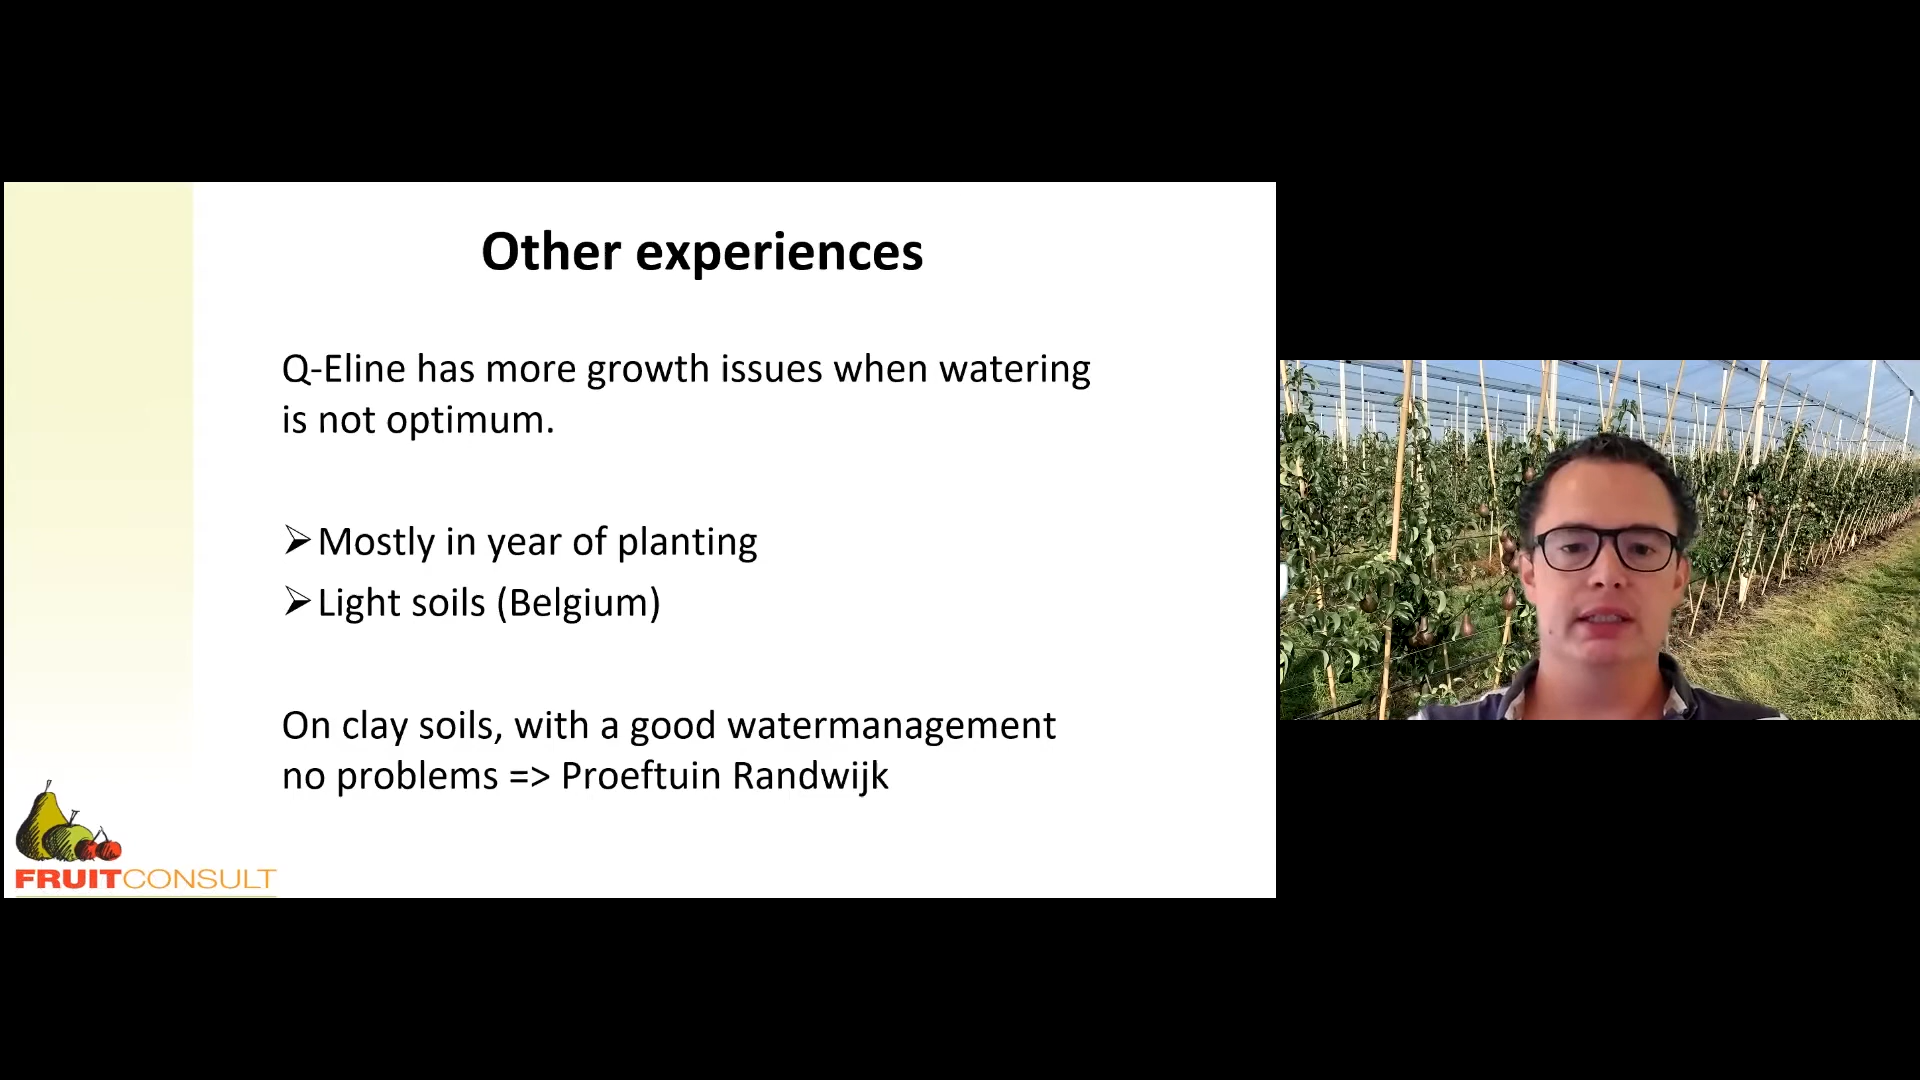 Other experiences
Q-Eline has more growth issues when watering
is not optimum.
➢Mostly in year of planting
➢Light soils (Belgium)
On clay soils, with a good watermanagement
no problems => Proeftuin Randwijk
FRUITCONSULT